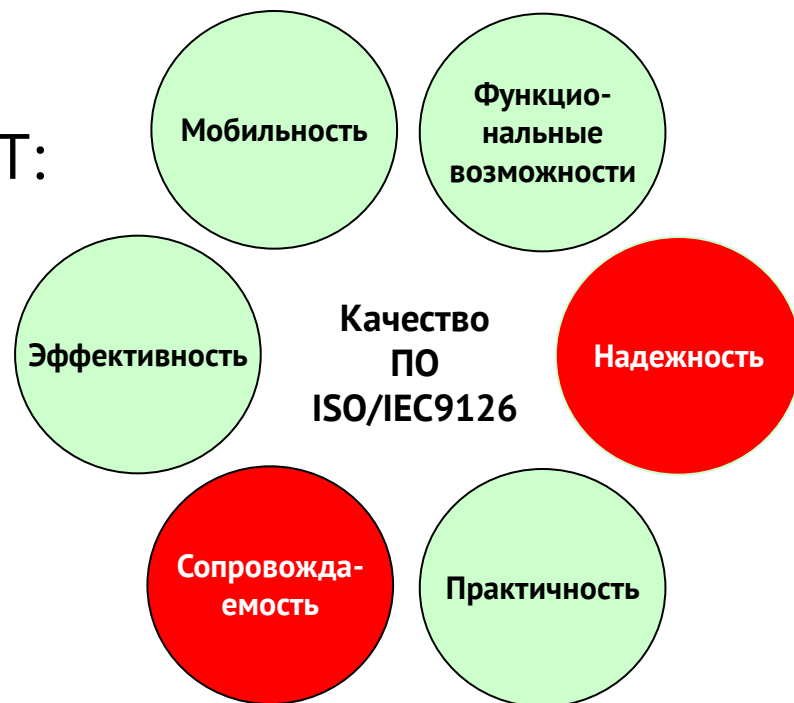 Т:
Мобильность
Функцио-
нальные
возможности
Эффективность
Качество
ПО
ISO/IEC9126
Надежность
Сопровожда-
емость
Практичность